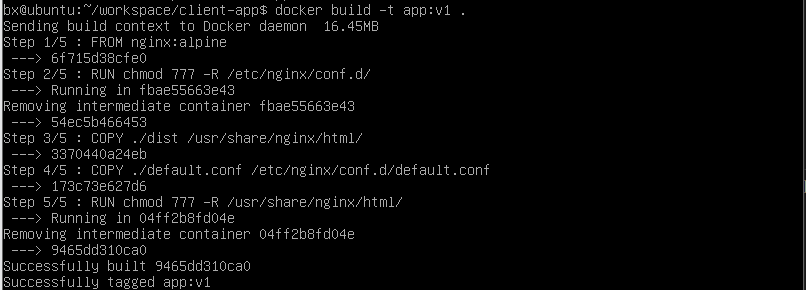 bx@ubuntu:~/workspace/client-app$ docker build -t app:v1 .
Sending build context to Docker daemon  16.45MB
Step 1/5 : FROM nginx:alpine
 ---> 6f715d38cfe0
Step 2/5 : RUN chmod 777 -R /etc/nginx/conf.d/
 ---> Running in fbae55663e43
Removing intermediate container fbae55663e43
 ---> 54ec5b466453
Step 3/5 : COPY ./dist /usr/share/nginx/html/
 ---> 3370440a24eb
Step 4/5 : COPY ./default.conf /etc/nginx/conf.d/default.conf
 ---> 173c73e627d6
Step 5/5 : RUN chmod 777 -R /usr/share/nginx/html/
 ---> Running in 04ff2b8fd04e
Removing intermediate container 04ff2b8fd04e
 ---> 9465dd310ca0
Successfully built 9465dd310ca0
Successfully tagged app:v1